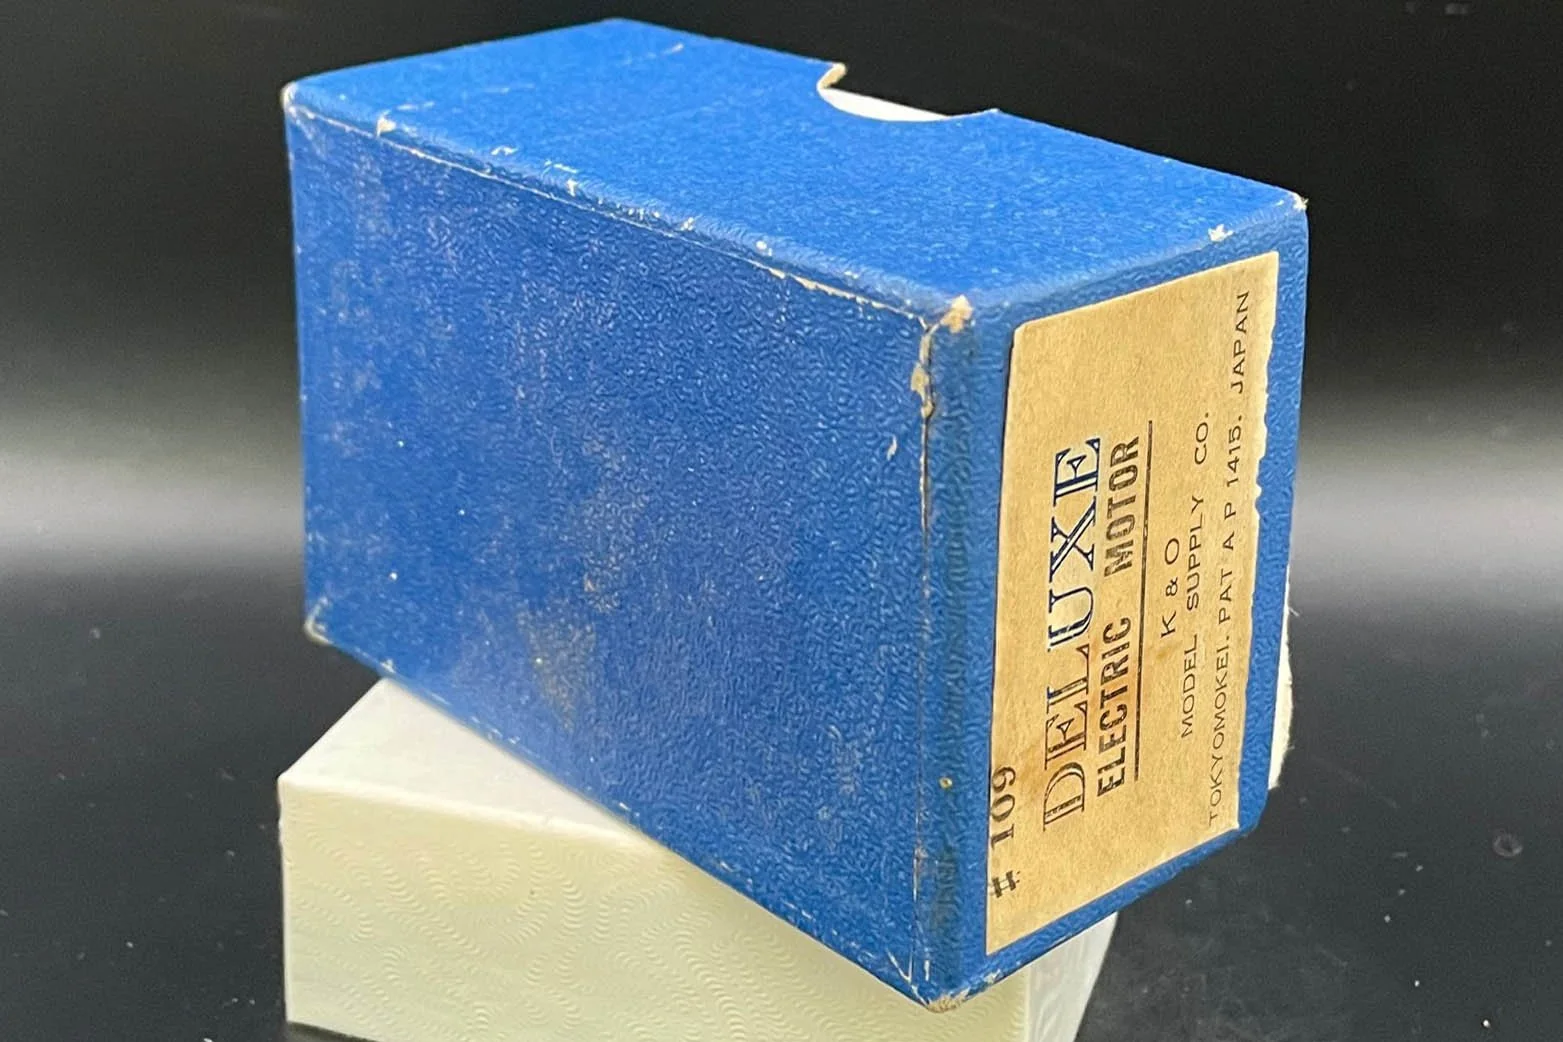 # 109
DELUXE
ELECTRIC MOTOR
K & O
MODEL SUPPLY CO.
TOKYOMOKEI. PAT A P 1415. JAPAN